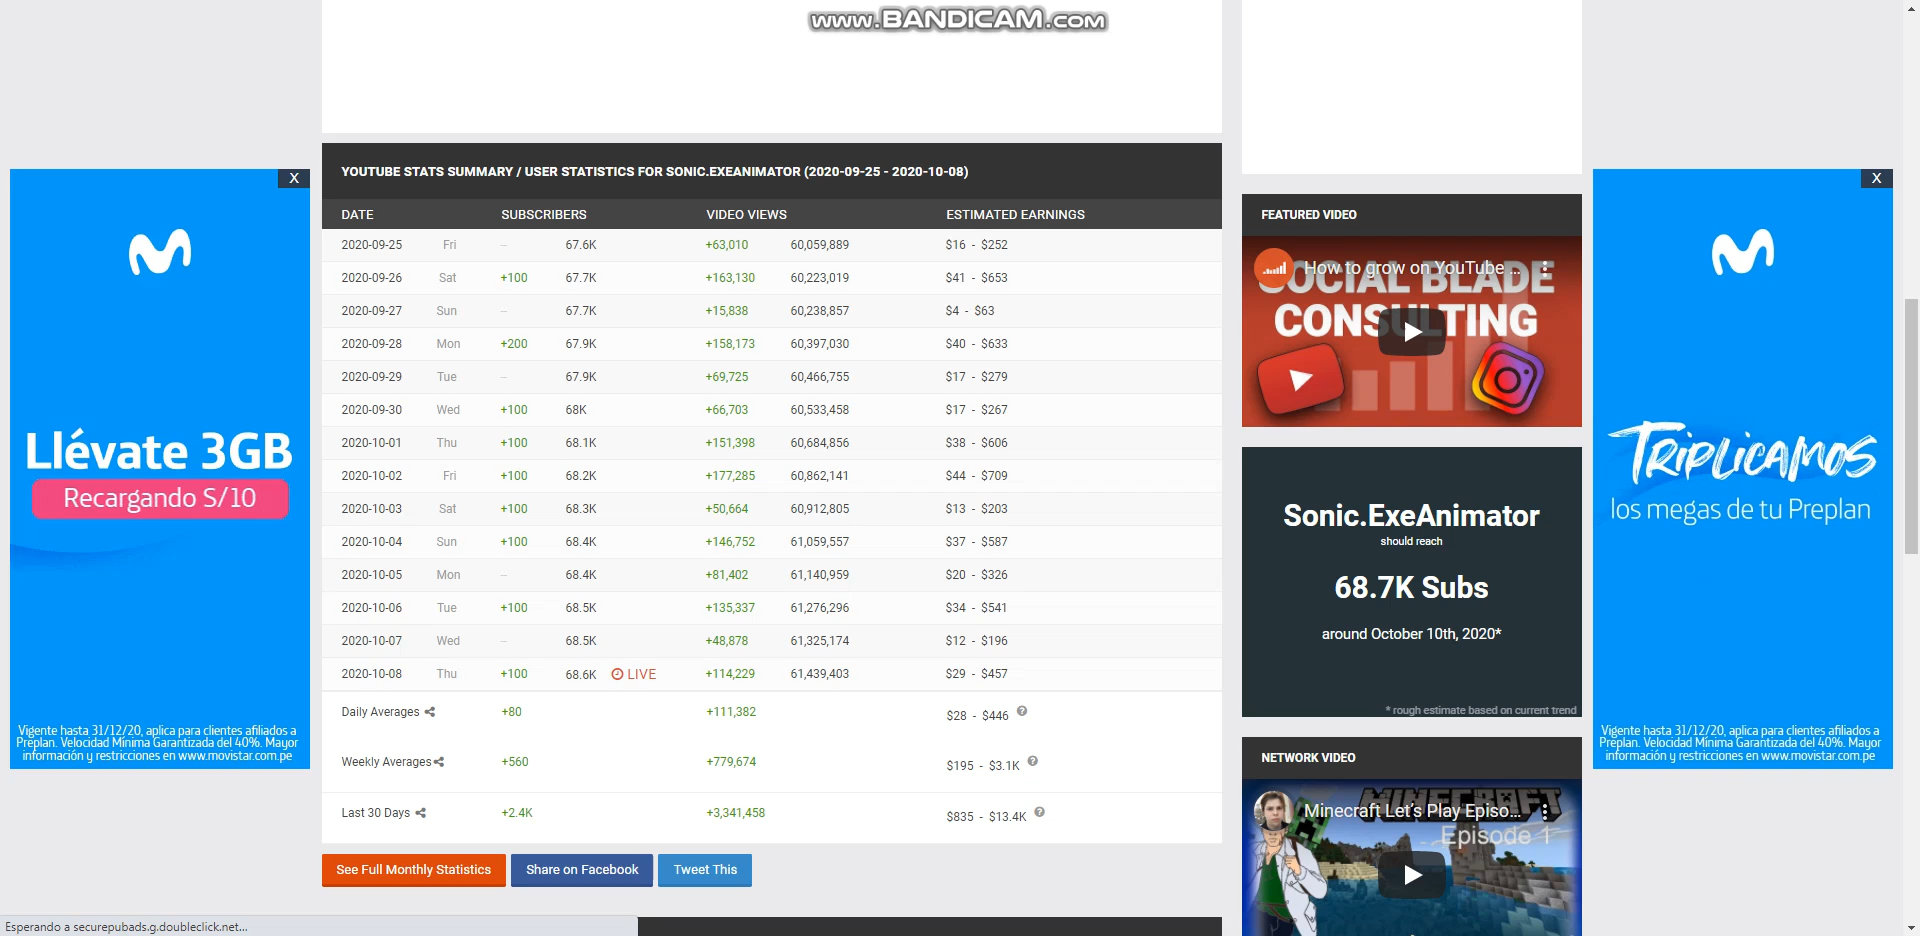 www.BANDICAM.com
X
Llévate 3GB
Recargando S/10
Vigente hasta 31/12/20, aplica para clientes afiliados a
Preplan. Velocidad Mínima Garantizada del 40%. Mayor
información y restricciones en www.movistar.com.pe
YOUTUBE STATS SUMMARY / USER STATISTICS FOR SONIC.EXEANIMATOR (2020-09-25 - 2020-10-08)
DATE SUBSCRIBERS VIDEO VIEWS ESTIMATED EARNINGS
2020-09-25 Fri – 67.6K +63,010 60,059,889 $16 - $252
2020-09-26 Sat +100 67.7K +163,130 60,223,019 $41 - $653
2020-09-27 Sun – 67.7K +15,838 60,238,857 $4 - $63
2020-09-28 Mon +200 67.9K +158,173 60,397,030 $40 - $633
2020-09-29 Tue – 67.9K +69,725 60,466,755 $17 - $279
2020-09-30 Wed +100 68K +66,703 60,533,458 $17 - $267
2020-10-01 Thu +100 68.1K +151,398 60,684,856 $38 - $606
2020-10-02 Fri +100 68.2K +177,285 60,862,141 $44 - $709
2020-10-03 Sat +100 68.3K +50,664 60,912,805 $13 - $203
2020-10-04 Sun +100 68.4K +146,752 61,059,557 $37 - $587
2020-10-05 Mon – 68.4K +81,402 61,140,959 $20 - $326
2020-10-06 Tue +100 68.5K +135,337 61,276,296 $34 - $541
2020-10-07 Wed – 68.5K +48,878 61,325,174 $12 - $196
2020-10-08 Thu +100 68.6K LIVE +114,229 61,439,403 $29 - $457
Daily Averages +80 +111,382 $28 - $446 ?
Weekly Averages +560 +779,674 $195 - $3.1K ?
Last 30 Days +2.4K +3,341,458 $835 - $13.4K ?
See Full Monthly Statistics
Share on Facebook
Tweet This
FEATURED VIDEO
How to grow on YouTube ...
SOCIAL BLADE
CONSULTING
Sonic.ExeAnimator
should reach
68.7K Subs
around October 10th, 2020*
* rough estimate based on current trend
NETWORK VIDEO
MINECRAFT
Minecraft Let's Play Episo...
Episode 1
X
TRIPLICAMOS
los megas de tu Preplan
Vigente hasta 31/12/20, aplica para clientes afiliados a
Preplan. Velocidad Mínima Garantizada del 40%. Mayor
información y restricciones en www.movistar.com.pe
Esperando a securepubads.g.doubleclick.net...